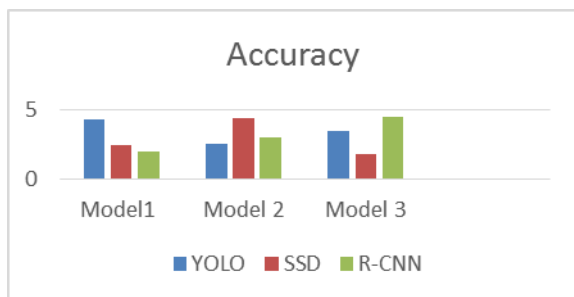 Accuracy
5
0
Model1 Model 2 Model 3
YOLO SSD R-CNN